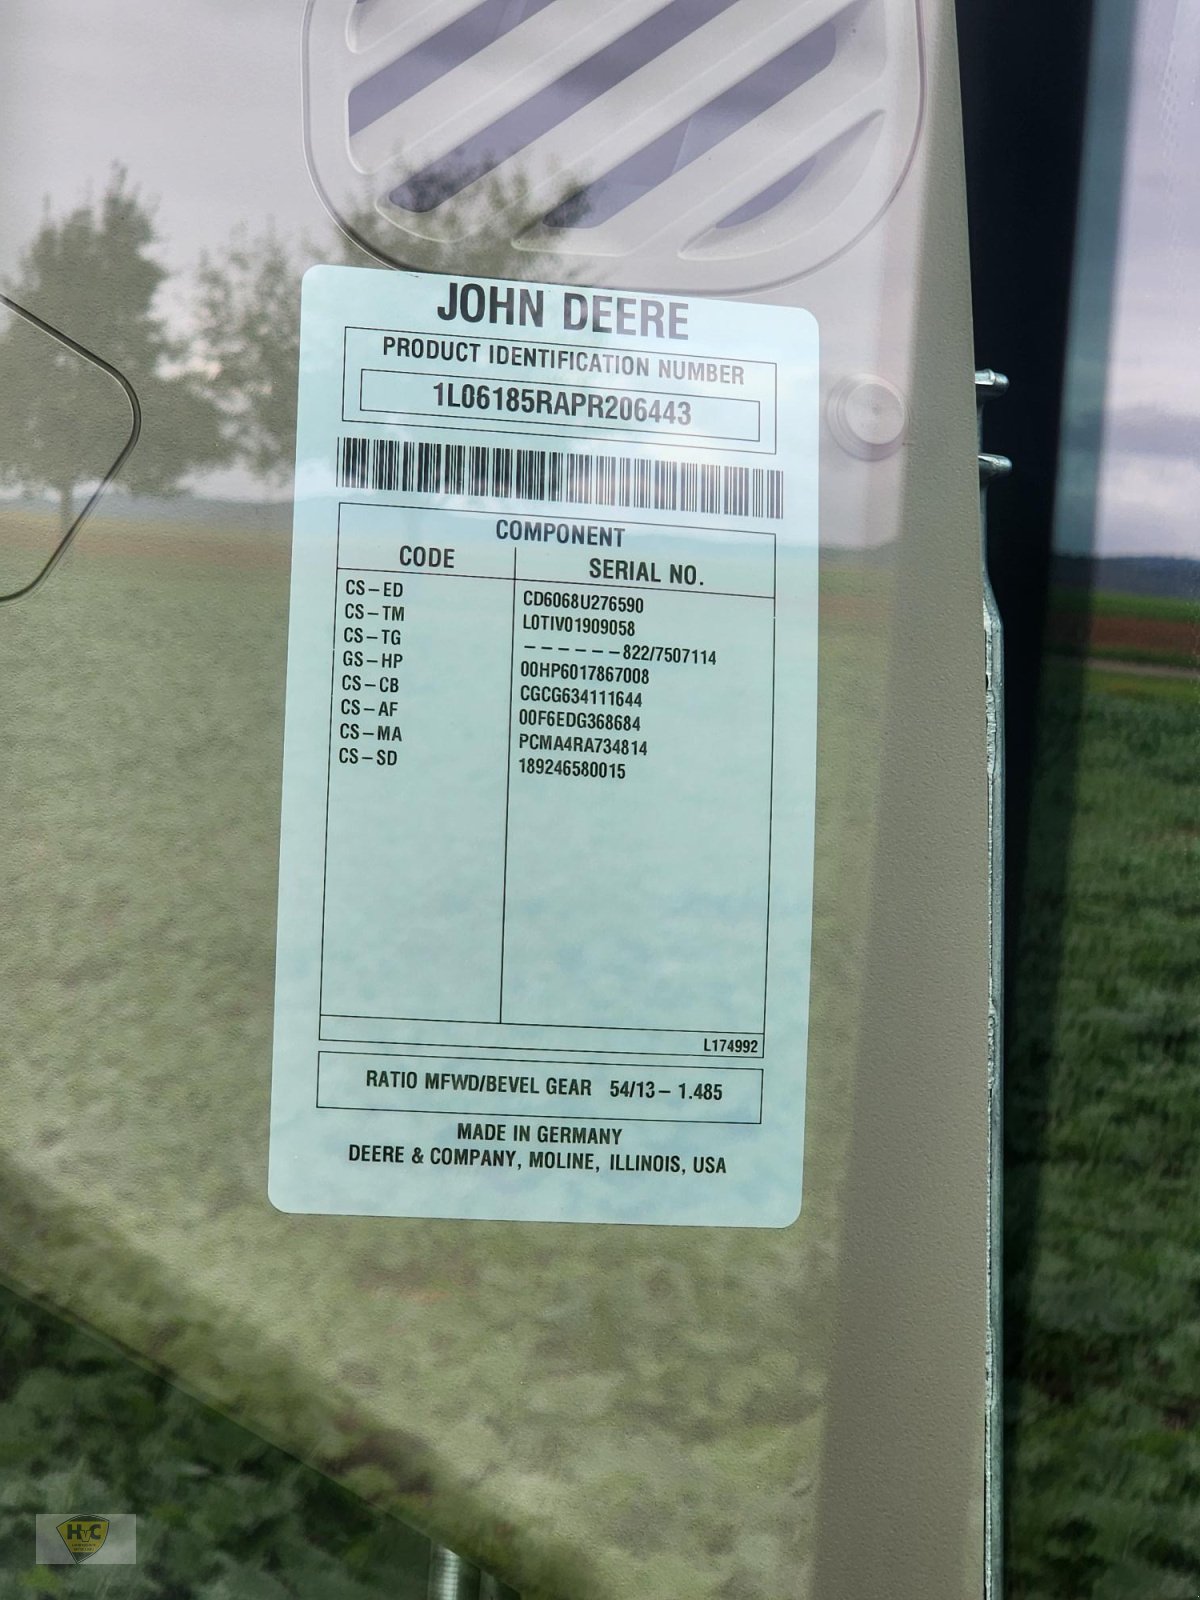 JOHN DEERE
PRODUCT IDENTIFICATION NUMBER
1L06185RAPR206443
COMPONENT
CODE SERIAL NO.
CS-ED CD6068U276590
CS-TM L0TIV01909058
CS-TG ------822/7507114
GS-HP 00HP6017867008
CS-CB CGCG634111644
CS-AF 00F6EDG368684
CS-MA PCMA4RA734814
CS-SD 189246580015
L174992
RATIO MFWD/BEVEL GEAR 54/13-1.485
MADE IN GERMANY
DEERE & COMPANY, MOLINE, ILLINOIS, USA
H C